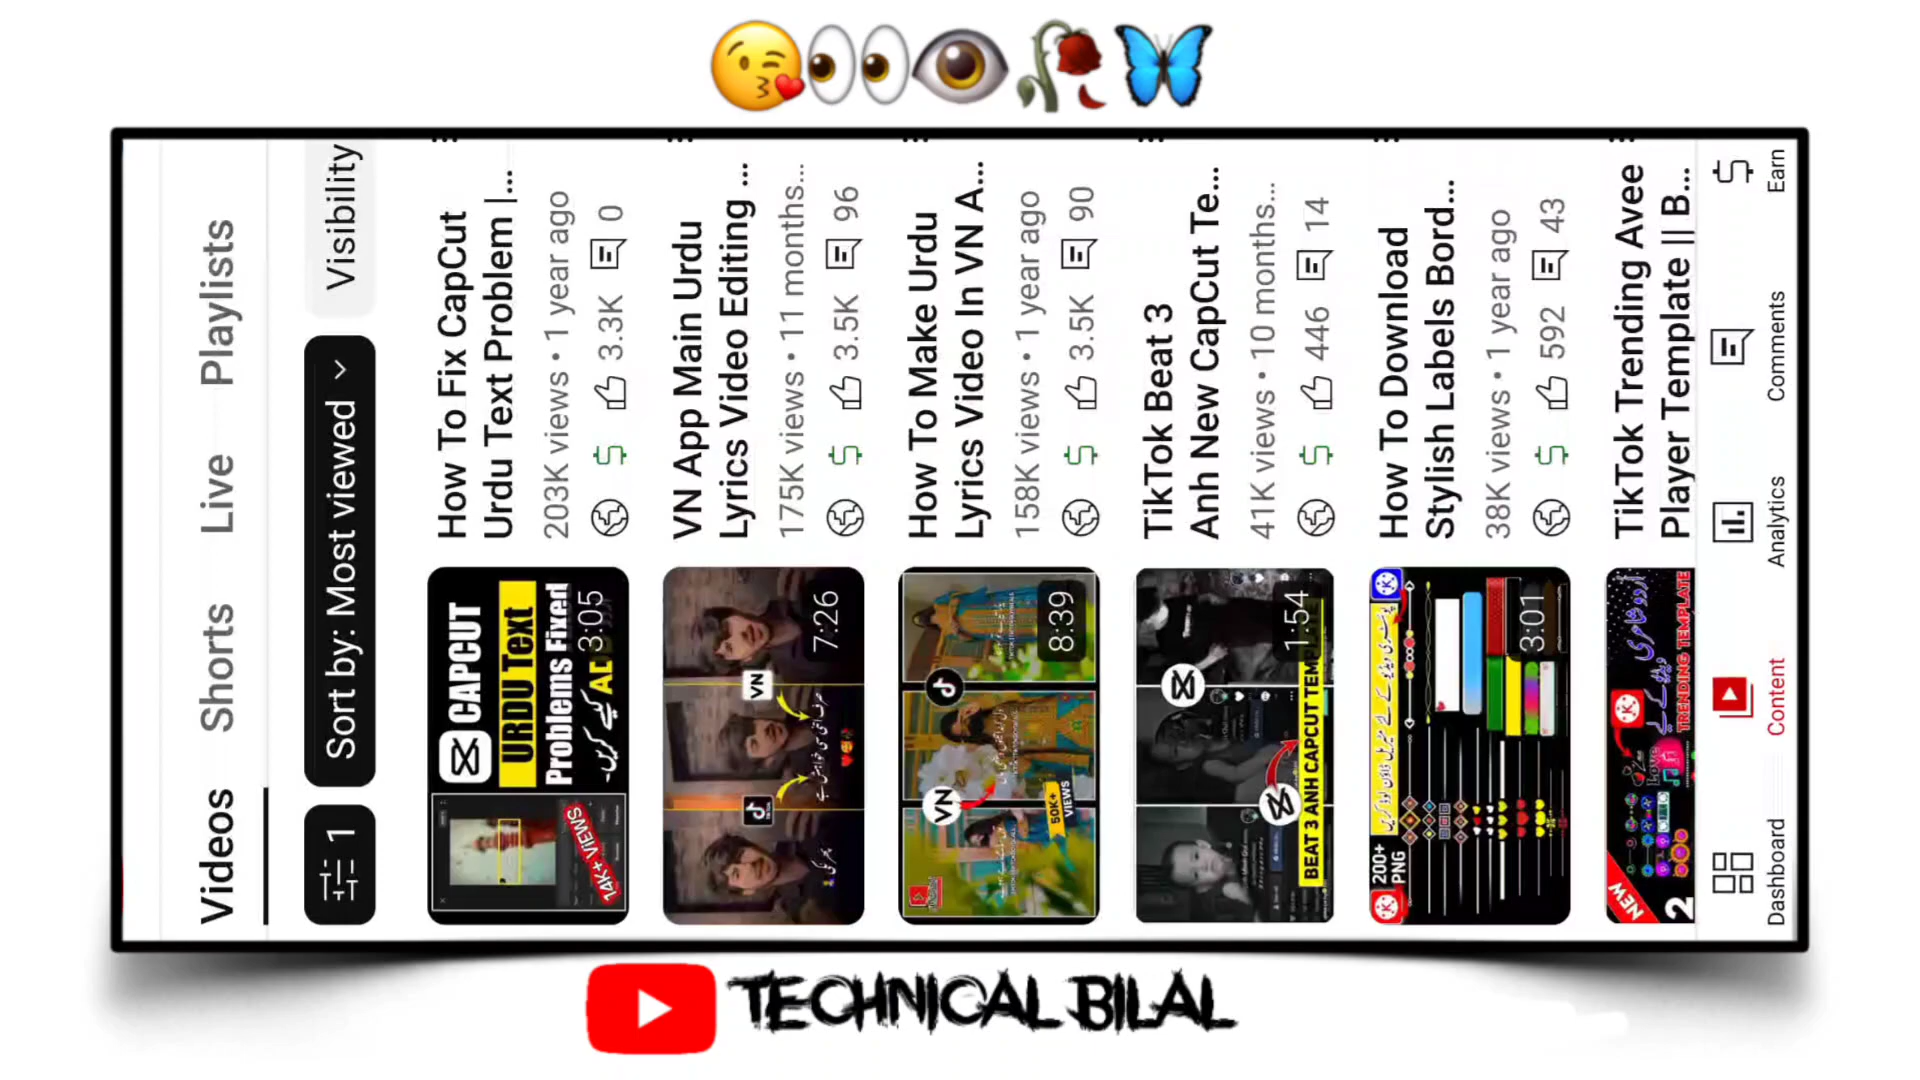 Videos Shorts Live Playlists
1 Sort by: Most viewed Visibility
CAPCUT
URDU Text
Problems Fixed
14K+ VIEWS
3:05
How To Fix CapCut
Urdu Text Problem |...
203K views • 1 year ago
3.3K 0
VN
7:26
VN App Main Urdu
Lyrics Video Editing ...
175K views • 11 months...
3.5K 96
VN
50K+
VIEWS
8:39
How To Make Urdu
Lyrics Video In VN A...
158K views • 1 year ago
3.5K 90
BEAT 3 ANH CAPCUT TEMP
1:54
TikTok Beat 3
Anh New CapCut Te...
41K views • 10 months...
446 14
200+
PNG
3:01
How To Download
Stylish Labels Bord...
38K views • 1 year ago
592 43
NEW
2
TRENDING TEMPLATE
TikTok Trending Avee
Player Template || B...
Dashboard Content Analytics Comments Earn
TECHNICAL BILAL